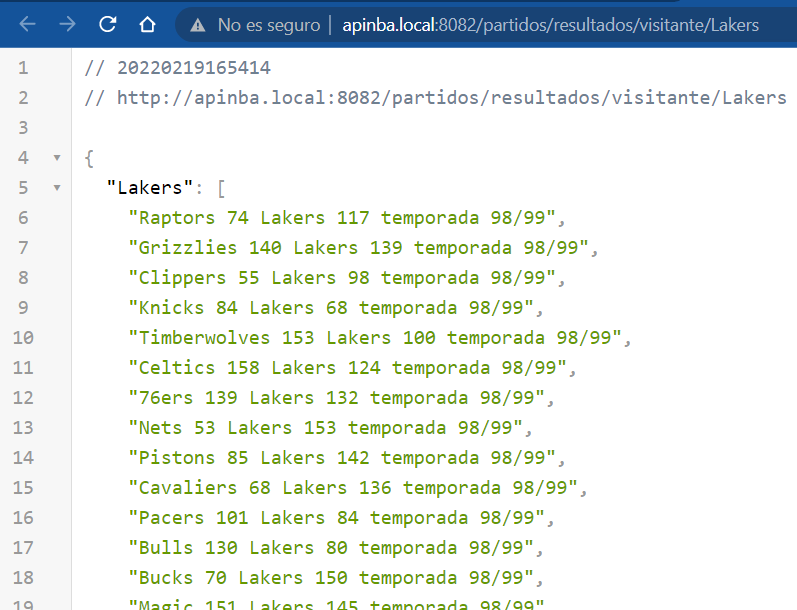 No es seguro | apinba.local:8082/partidos/resultados/visitante/Lakers
1 // 20220219165414
2 // http://apinba.local:8082/partidos/resultados/visitante/Lakers
3
4 {
5 "Lakers": [
6 "Raptors 74 Lakers 117 temporada 98/99",
7 "Grizzlies 140 Lakers 139 temporada 98/99",
8 "Clippers 55 Lakers 98 temporada 98/99",
9 "Knicks 84 Lakers 68 temporada 98/99",
10 "Timberwolves 153 Lakers 100 temporada 98/99",
11 "Celtics 158 Lakers 124 temporada 98/99",
12 "76ers 139 Lakers 132 temporada 98/99",
13 "Nets 53 Lakers 153 temporada 98/99",
14 "Pistons 85 Lakers 142 temporada 98/99",
15 "Cavaliers 68 Lakers 136 temporada 98/99",
16 "Pacers 101 Lakers 84 temporada 98/99",
17 "Bulls 130 Lakers 80 temporada 98/99",
18 "Bucks 70 Lakers 150 temporada 98/99",
19 "Magic 151 Lakers 145 temporada 98/99"